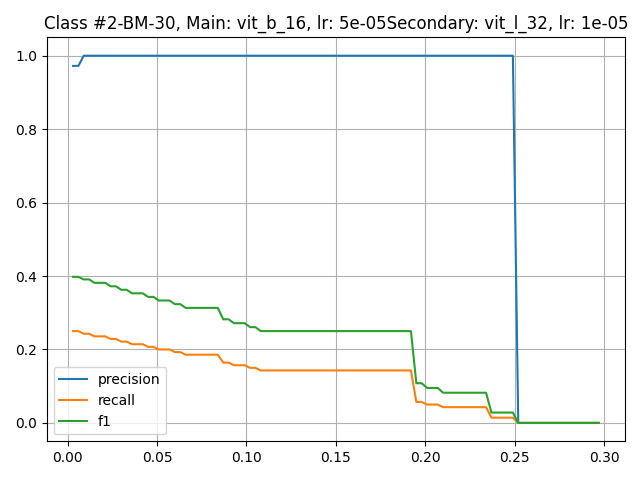 Class #2-BM-30, Main: vit_b_16, lr: 5e-05Secondary: vit_l_32, lr: 1e-05
1.0
0.8
0.6
0.4
0.2
0.0
precision
recall
f1
0.00 0.05 0.10 0.15 0.20 0.25 0.30